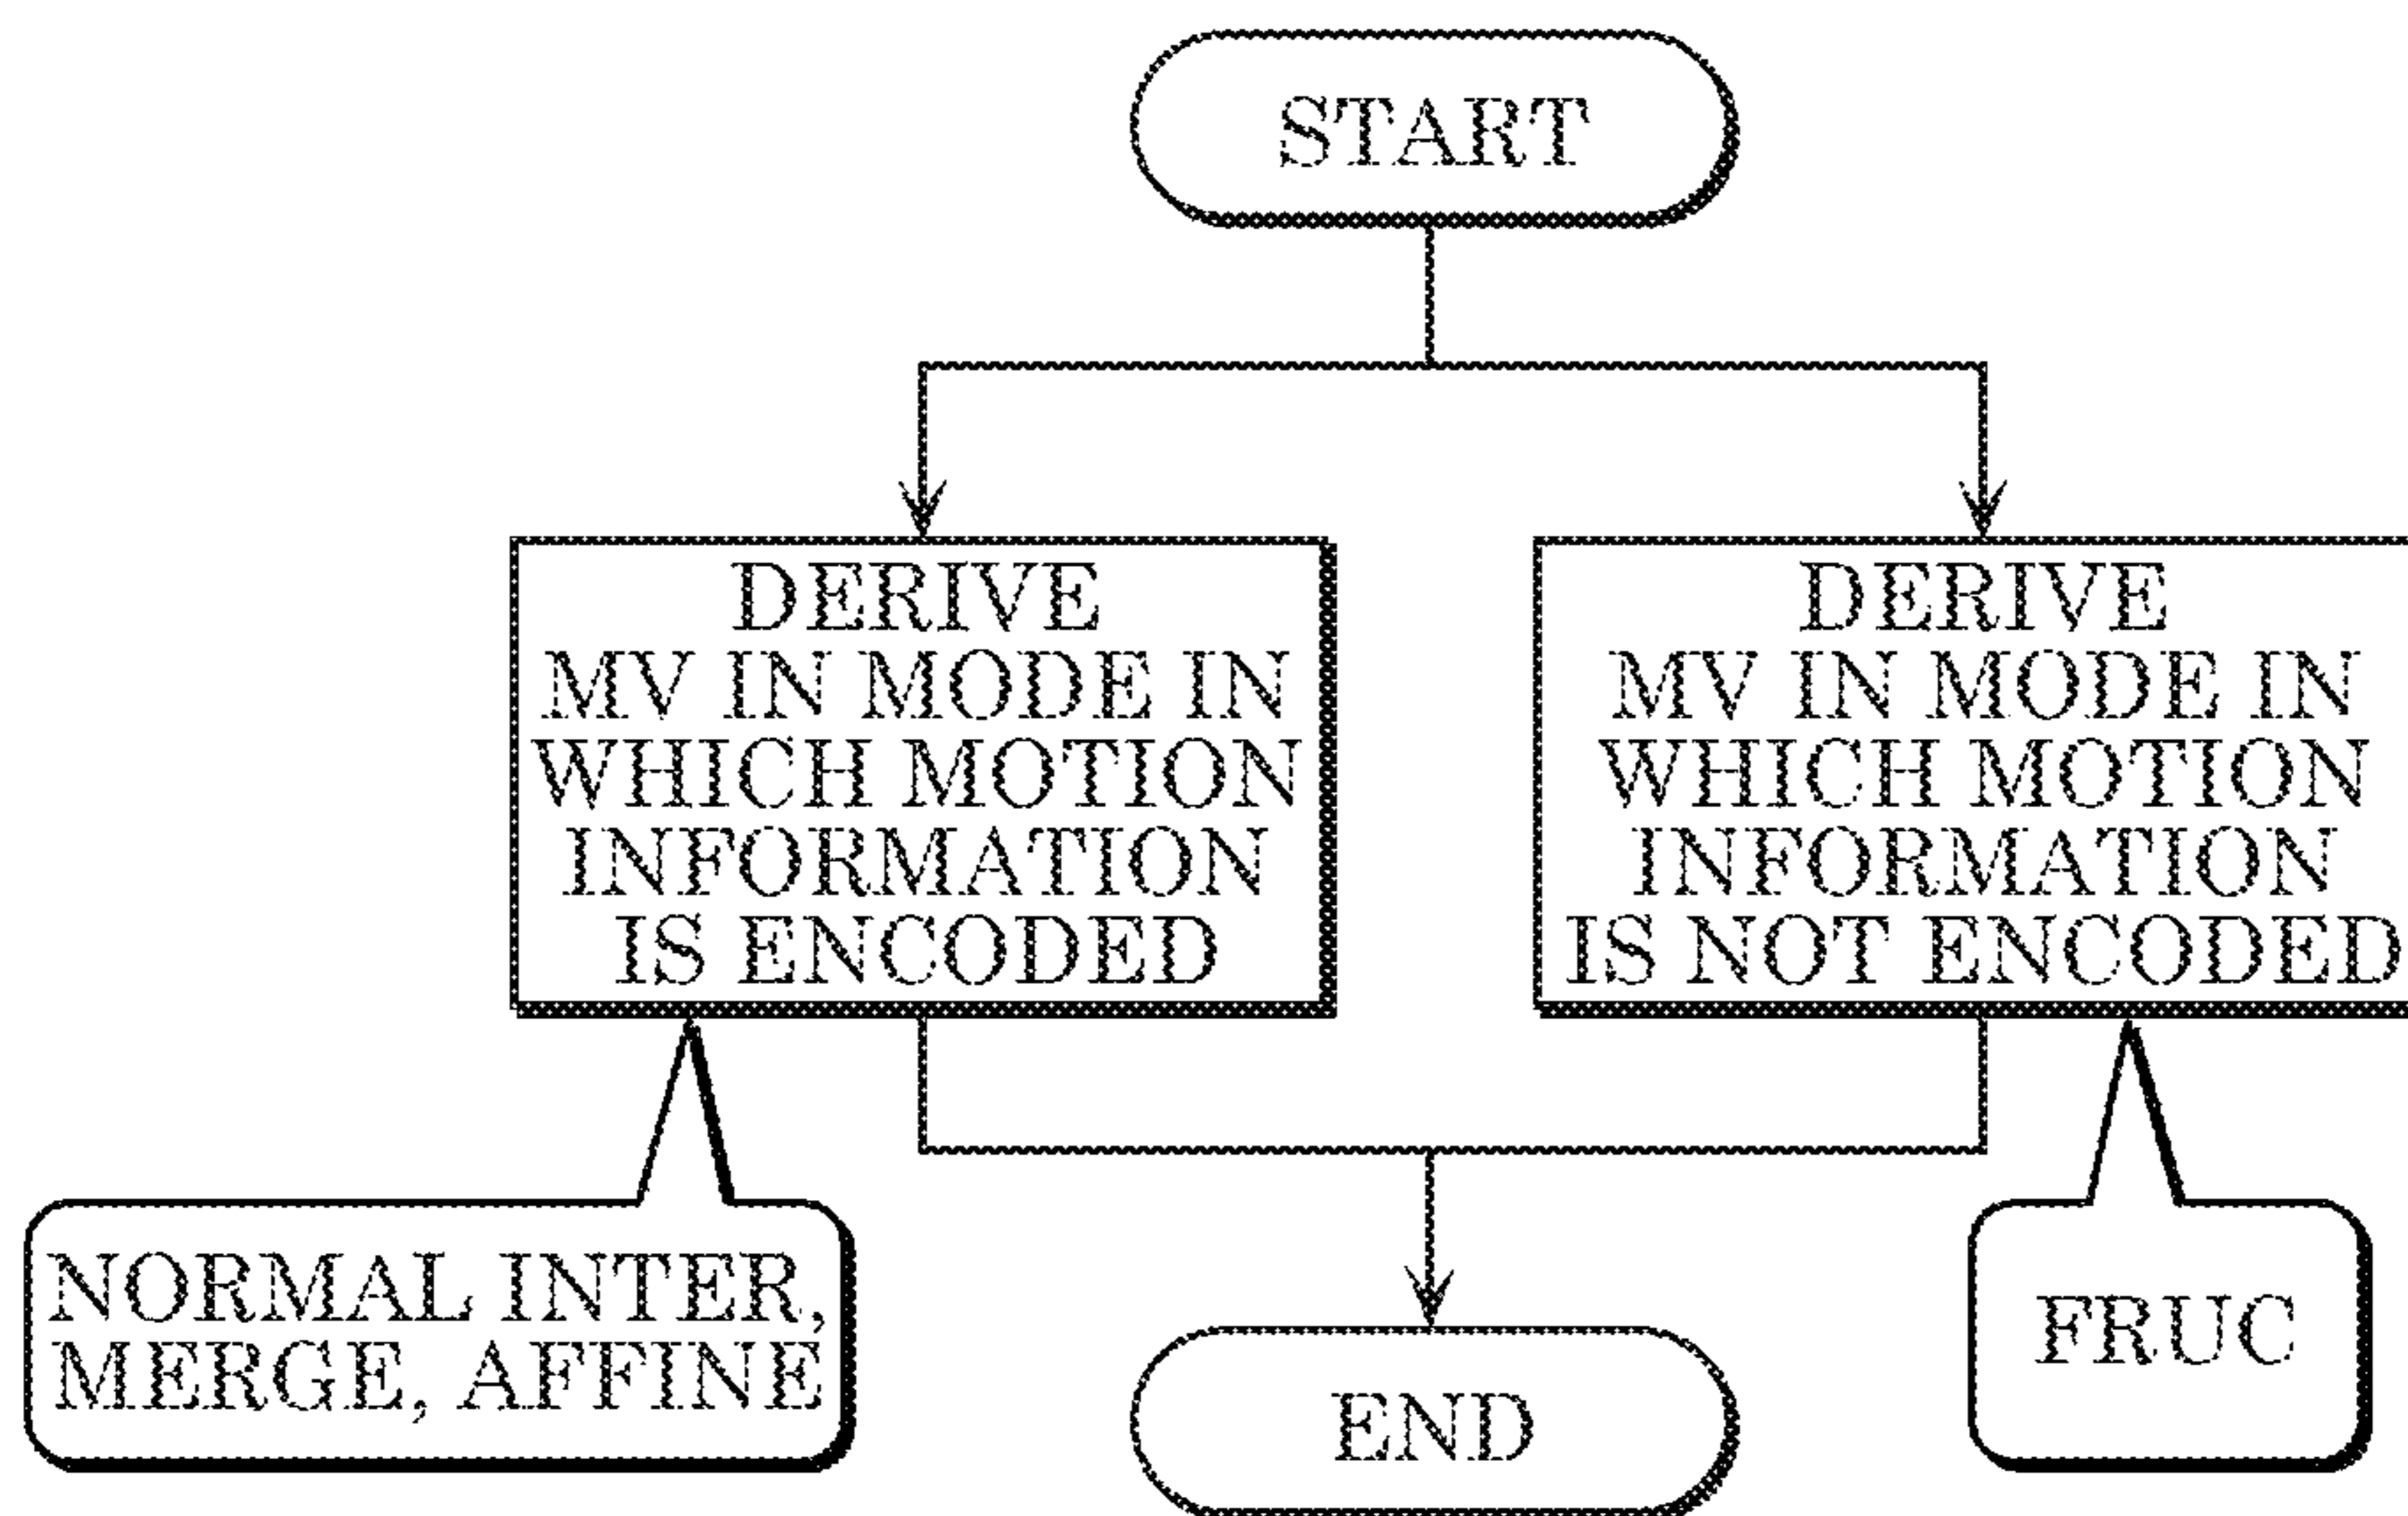 START
DERIVE
MV IN MODE IN
WHICH MOTION
INFORMATION
IS ENCODED
DERIVE
MV IN MODE IN
WHICH MOTION
INFORMATION
IS NOT ENCODED
NORMAL INTER,
MERGE, AFFINE
FRUC
END